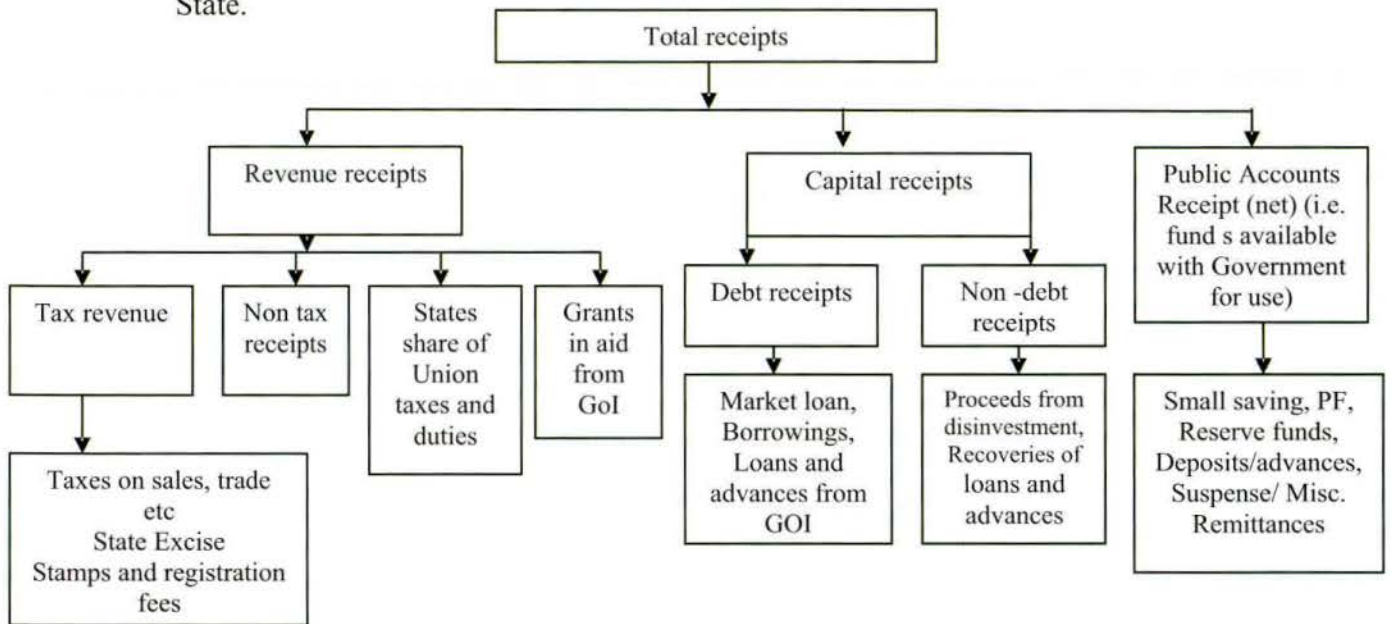 State.
Total receipts
Revenue receipts
Capital receipts
Public Accounts
Receipt (net) (i.e.
fund s available
with Government
for use)
Tax revenue
Non tax
receipts
States
share of
Union
taxes and
duties
Grants
in aid
from
GoI
Debt receipts
Non -debt
receipts
Taxes on sales, trade
etc
State Excise
Stamps and registration
fees
Market loan,
Borrowings,
Loans and
advances from
GOI
Proceeds from
disinvestment,
Recoveries of
loans and
advances
Small saving, PF,
Reserve funds,
Deposits/advances,
Suspense/ Misc.
Remittances